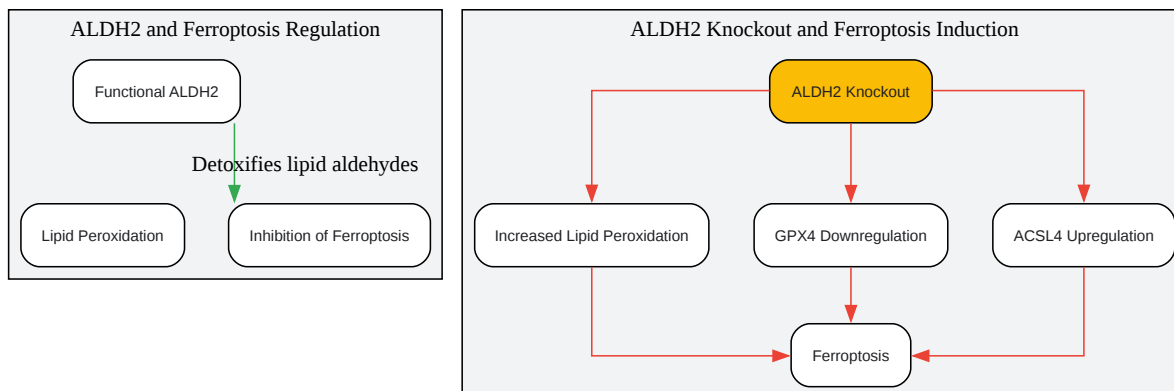 ALDH2 and Ferroptosis Regulation
Functional ALDH2
Detoxifies lipid aldehydes
Lipid Peroxidation
Inhibition of Ferroptosis
ALDH2 Knockout and Ferroptosis Induction
ALDH2 Knockout
Increased Lipid Peroxidation
GPX4 Downregulation
ACSL4 Upregulation
Ferroptosis